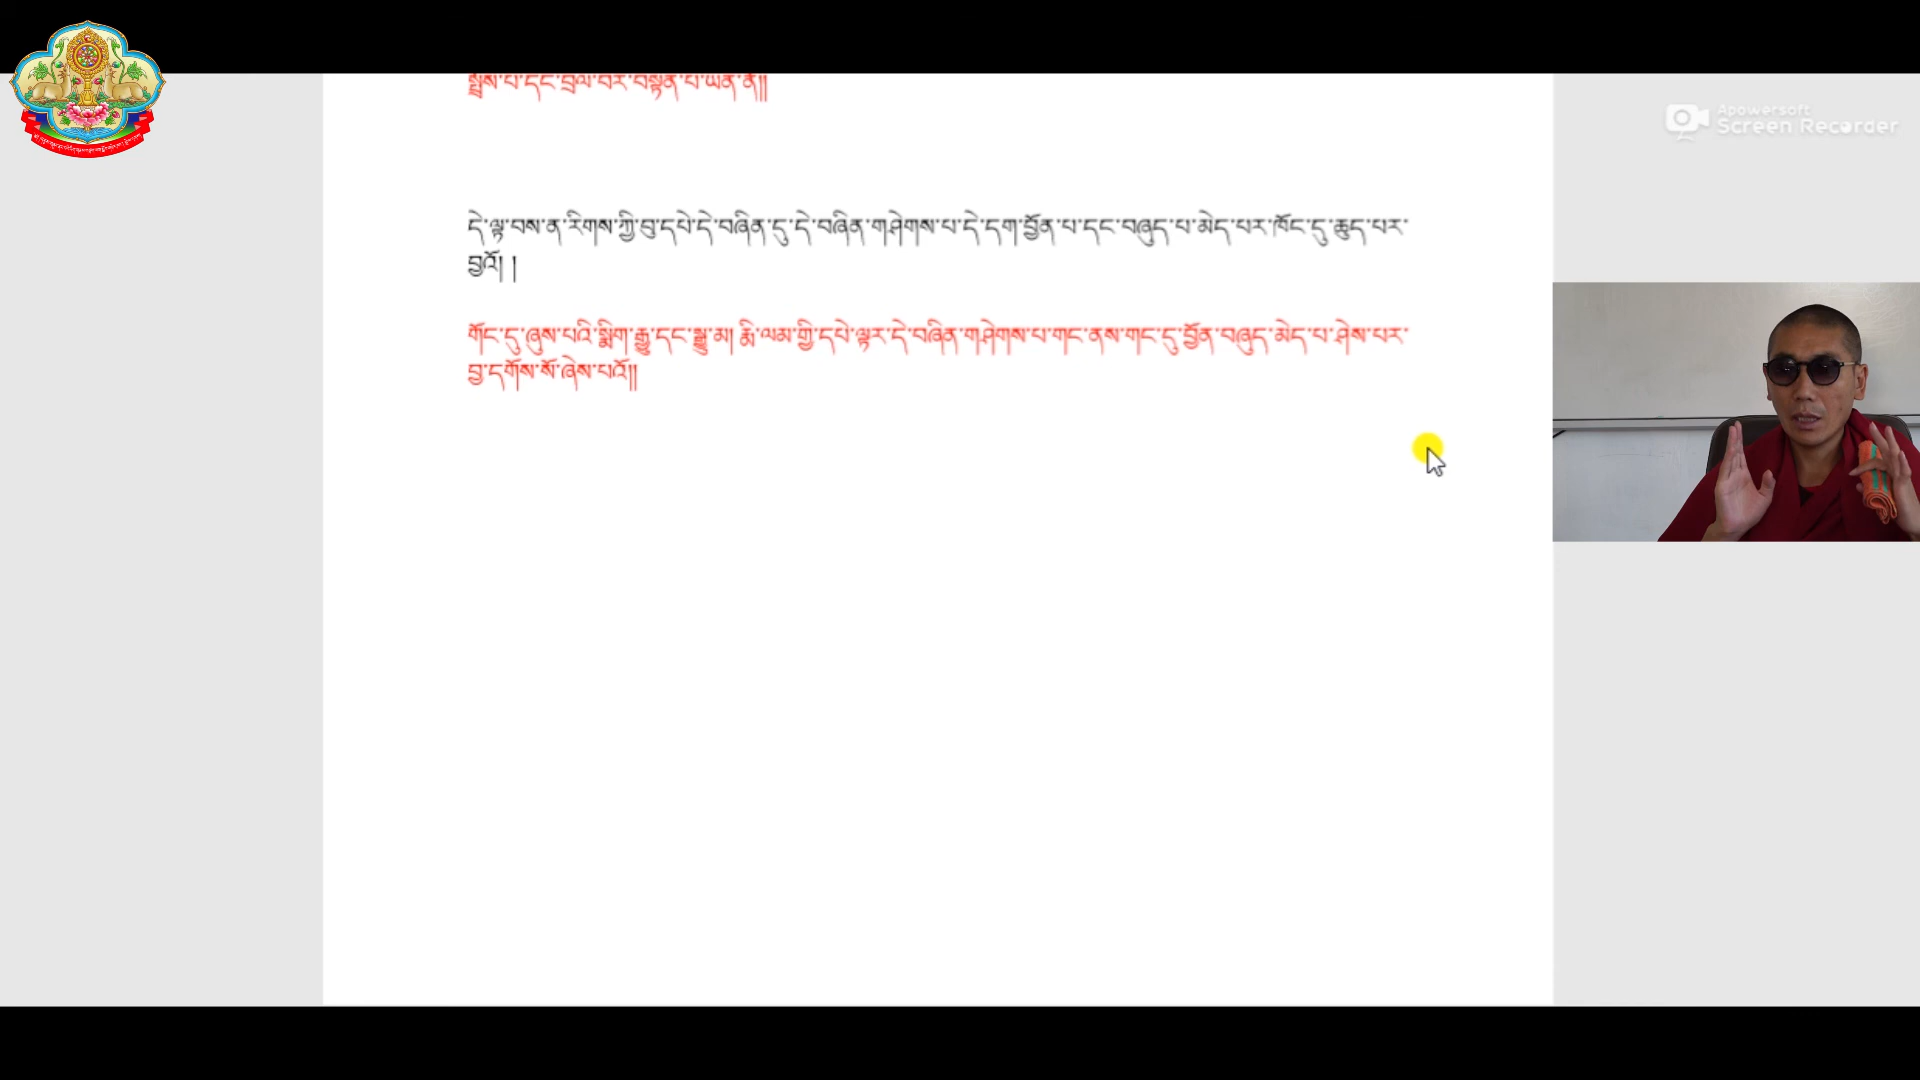 སྤྲོས་པ་དང་བྲལ་བར་བསྟན་པ་ཡིན་ནོ།།
Apowersoft
Screen Recorder
དེ་ལྟ་བས་ན་རིགས་ཀྱི་བུ་དཔེ་དེ་བཞིན་དུ་དེ་བཞིན་གཤེགས་པ་དེ་དག་བྱོན་པ་དང་བཞུད་པ་མེད་པར་ཁོང་དུ་ཆུད་པར་
བྱའོ། །
གོང་དུ་ཞུས་པའི་སྨིག་རྒྱུ་དང་སྒྱུ་མ། རྨི་ལམ་གྱི་དཔེ་ལྟར་དེ་བཞིན་གཤེགས་པ་གང་ནས་གང་དུ་བྱོན་བཞུད་མེད་པ་ཤེས་པར་
བྱ་དགོས་སོ་ཞེས་པའོ།།